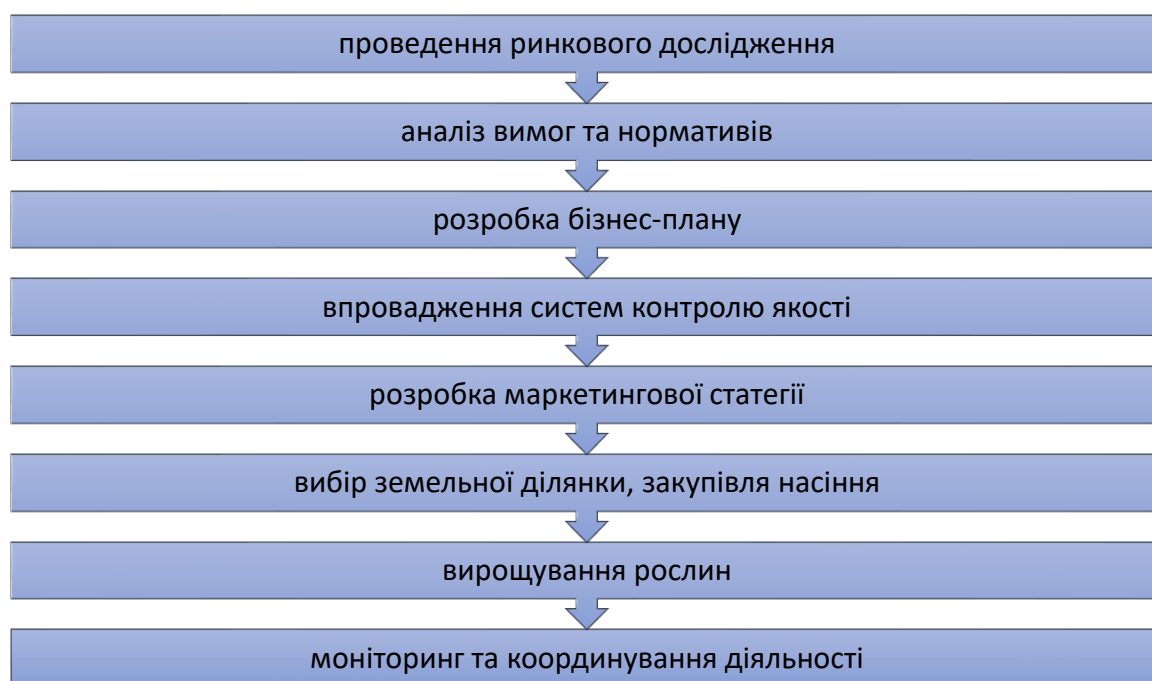 проведення ринкового дослідження
аналіз вимог та нормативів
розробка бізнес-плану
впровадження систем контролю якості
розробка маркетингової статегії
вибір земельної ділянки, закупівля насіння
вирощування рослин
моніторинг та координування діяльності